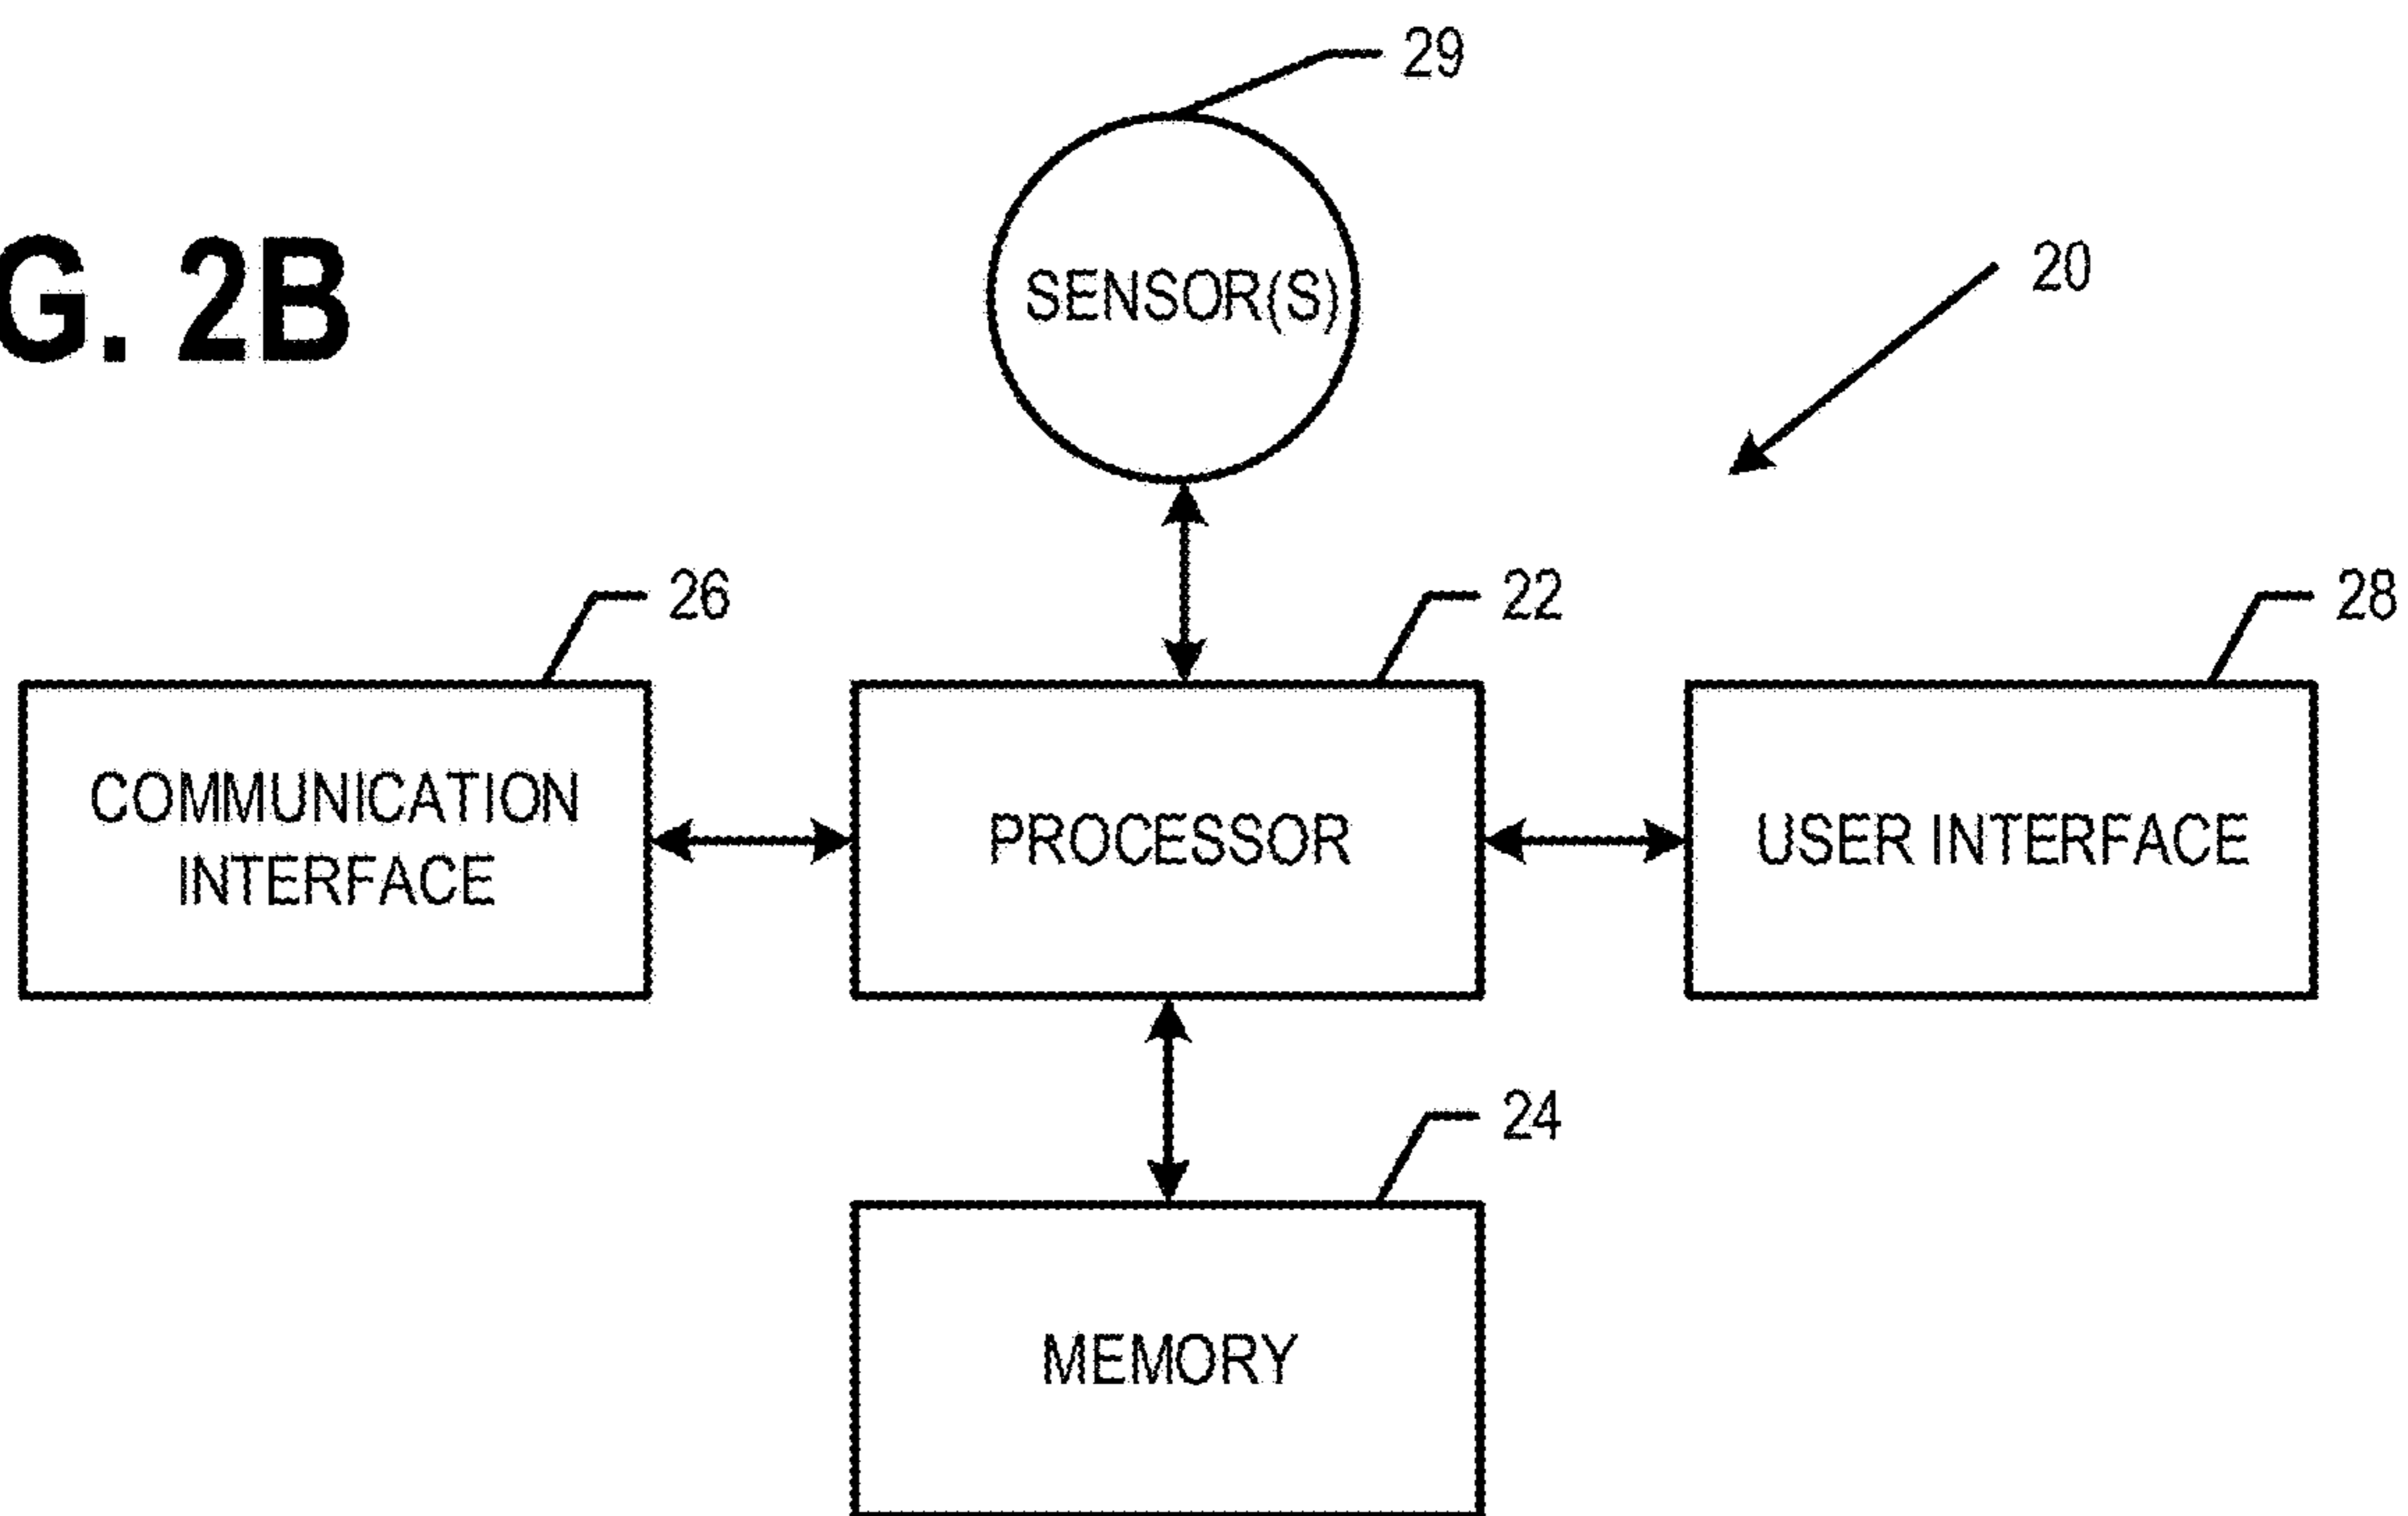 29
G. 2B
SENSOR(S)
20
26
22
28
COMMUNICATION
INTERFACE
PROCESSOR
USER INTERFACE
24
MEMORY